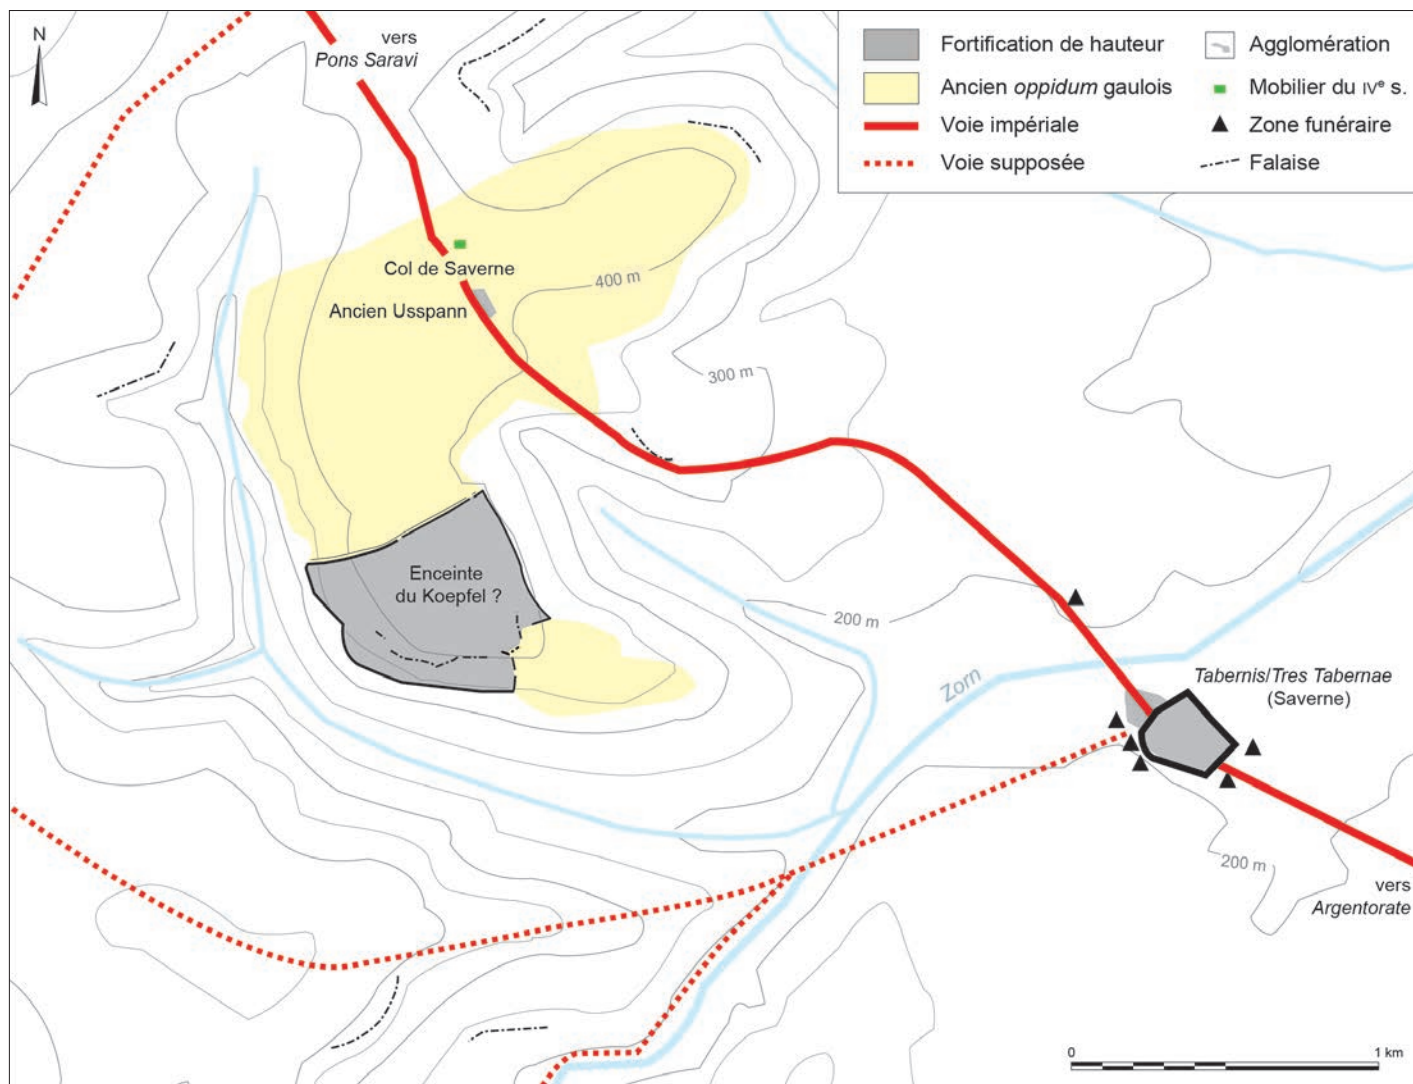 N
vers
Pons Saravi
Fortification de hauteur
Ancien oppidum gaulois
Voie impériale
Voie supposée
Agglomération
Mobilier du IVe s.
Zone funéraire
Falaise
Col de Saverne
400 m
Ancien Usspann
300 m
Enceinte
du Koepfel ?
200 m
Zorn
Tabernis/Tres Tabernae
(Saverne)
200 m
vers
Argentorate
0 1 km